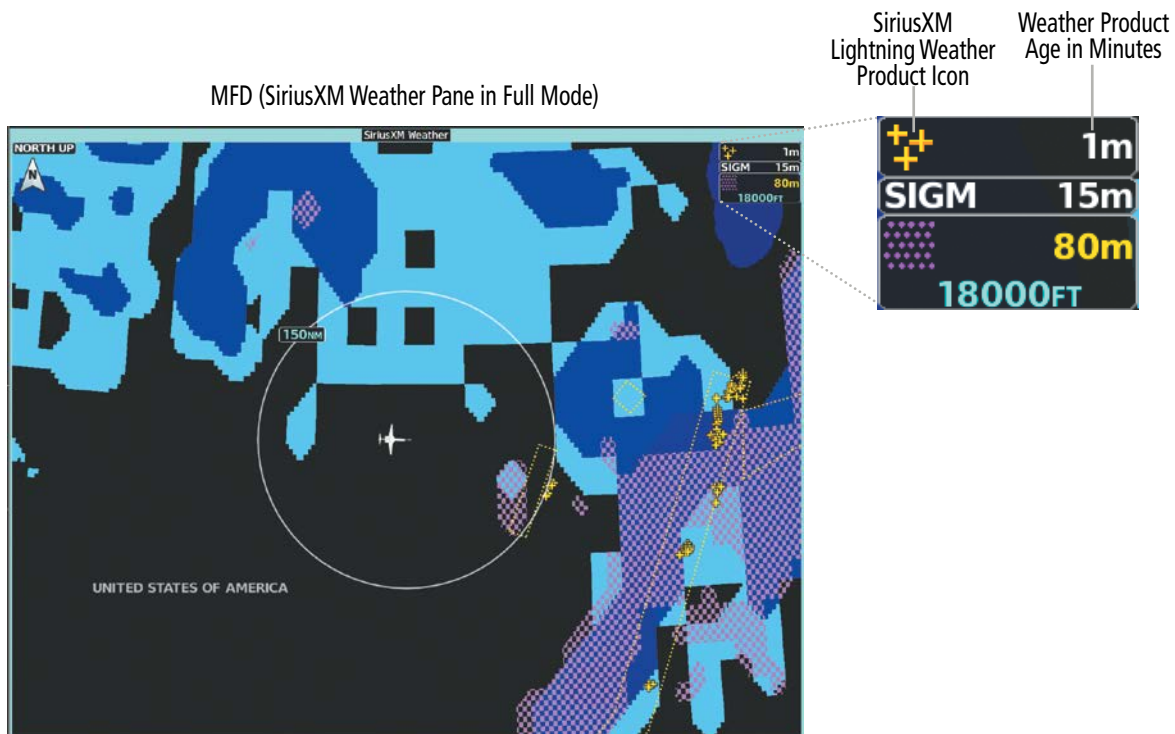 SiriusXM
Lightning Weather
Product Icon
Weather Product
Age in Minutes
MFD (SiriusXM Weather Pane in Full Mode)
SiriusXM Weather
NORTH UP
N
1m
SIGM 15m
80m
18000FT
1m
SIGM 15m
80m
18000FT
150NM
UNITED STATES OF AMERICA